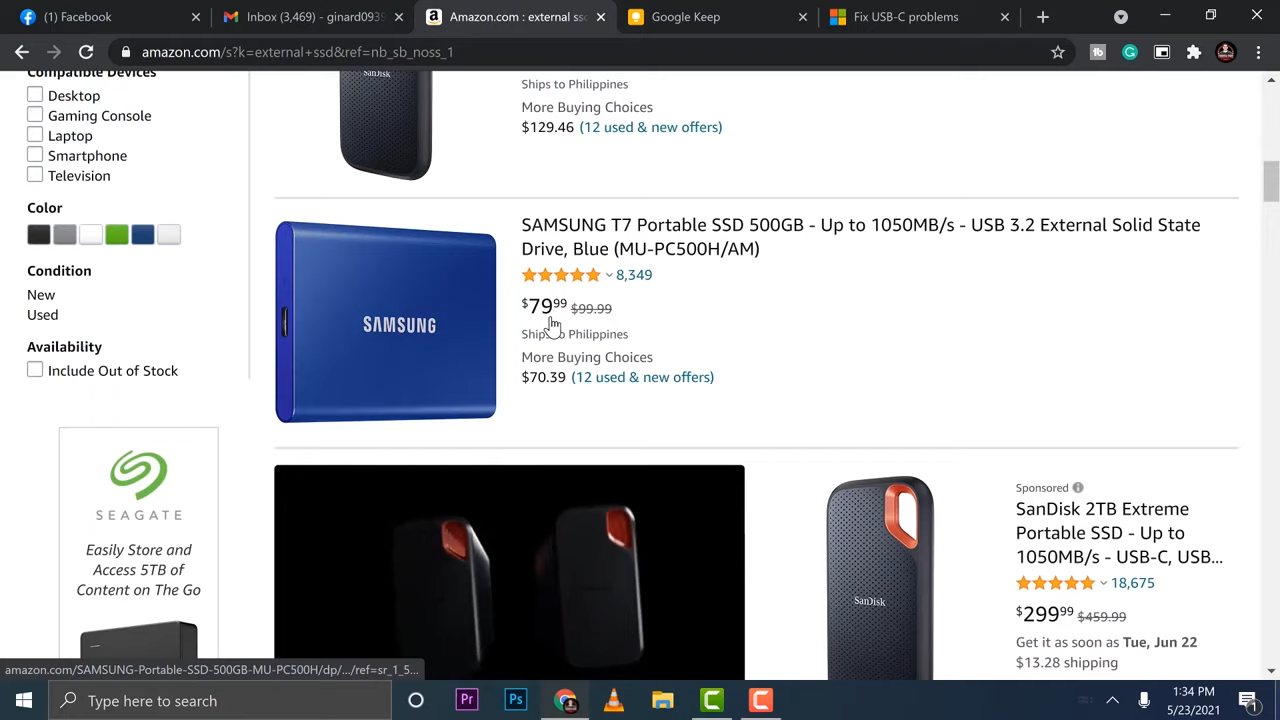 (1) Facebook
Inbox (3,469) - ginard0939
Amazon.com : external ssd
Google Keep
Fix USB-C problems
amazon.com/s?k=external+ssd&ref=nb_sb_noss_1
Compatible Devices
Desktop
Gaming Console
Laptop
Smartphone
Television
Color
Condition
New
Used
Availability
Include Out of Stock
SEAGATE
Easily Store and
Access 5TB of
Content on The Go
SanDisk
Ships to Philippines
More Buying Choices
$129.46 (12 used & new offers)
SAMSUNG
SAMSUNG T7 Portable SSD 500GB - Up to 1050MB/s - USB 3.2 External Solid State
Drive, Blue (MU-PC500H/AM)
8,349
$79.99 $99.99
Ships to Philippines
More Buying Choices
$70.39 (12 used & new offers)
SanDisk
Sponsored
SanDisk 2TB Extreme
Portable SSD - Up to
1050MB/s - USB-C, USB...
18,675
$299.99 $459.99
Get it as soon as Tue, Jun 22
$13.28 shipping
amazon.com/SAMSUNG-Portable-SSD-500GB-MU-PC500H/dp/.../ref=sr_1_5...
Type here to search
Pr
Ps
1:34 PM
5/23/2021
1